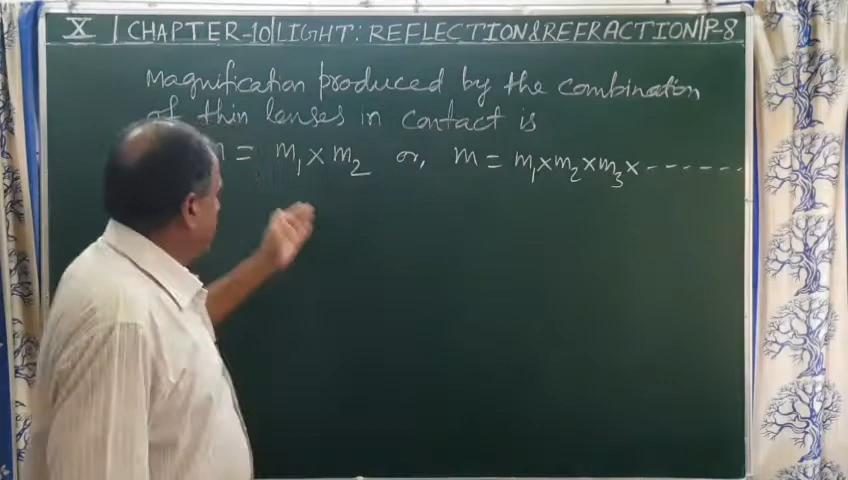 X | CHAPTER-10|LIGHT: REFLECTION&REFRACTION|P-8
Magnification produced by the combination
of thin lenses in contact is
m = m₁ × m₂ or, m = m₁×m₂×m₃×-------